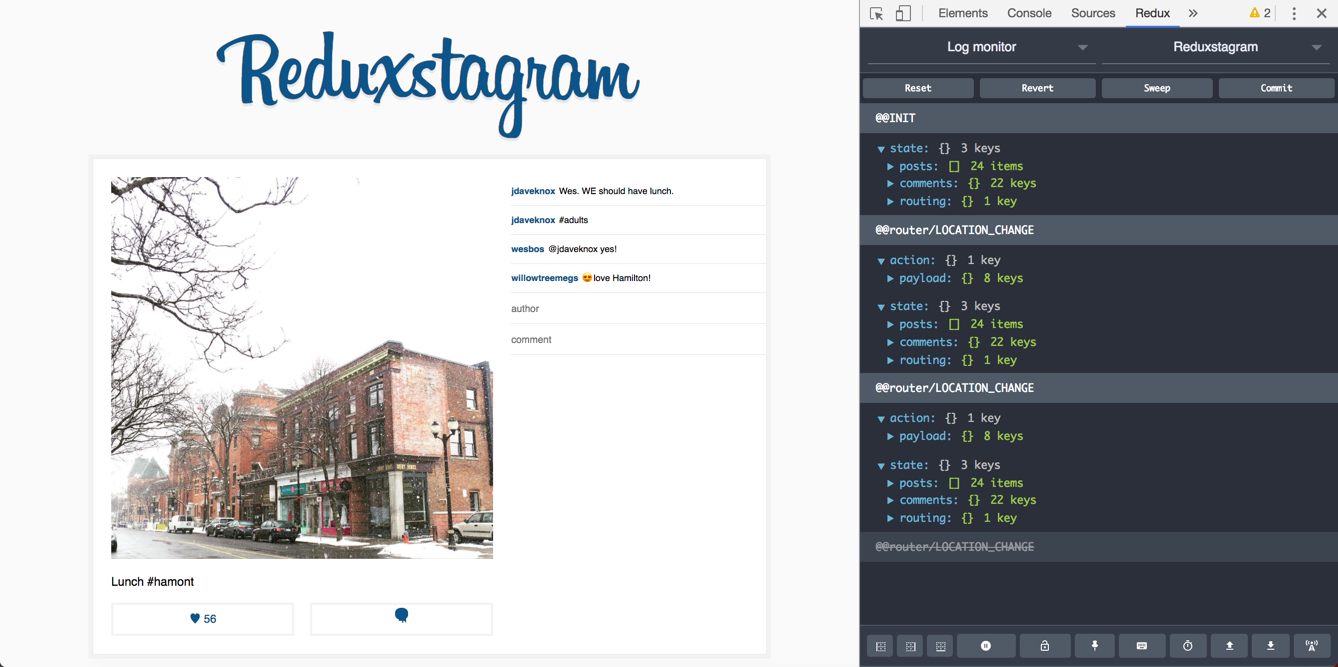 Reduxstagram
jdaveknox Wes. WE should have lunch.
jdaveknox #adults
wesbos @jdaveknox yes!
willowtreemegs 😍love Hamilton!
author
comment
Lunch #hamont
56
Elements Console Sources Redux » 2
Log monitor Reduxstagram
Reset Revert Sweep Commit
@@INIT
state: {} 3 keys
posts: [] 24 items
comments: {} 22 keys
routing: {} 1 key
@@router/LOCATION_CHANGE
action: {} 1 key
payload: {} 8 keys
state: {} 3 keys
posts: [] 24 items
comments: {} 22 keys
routing: {} 1 key
@@router/LOCATION_CHANGE
action: {} 1 key
payload: {} 8 keys
state: {} 3 keys
posts: [] 24 items
comments: {} 22 keys
routing: {} 1 key
@@router/LOCATION_CHANGE